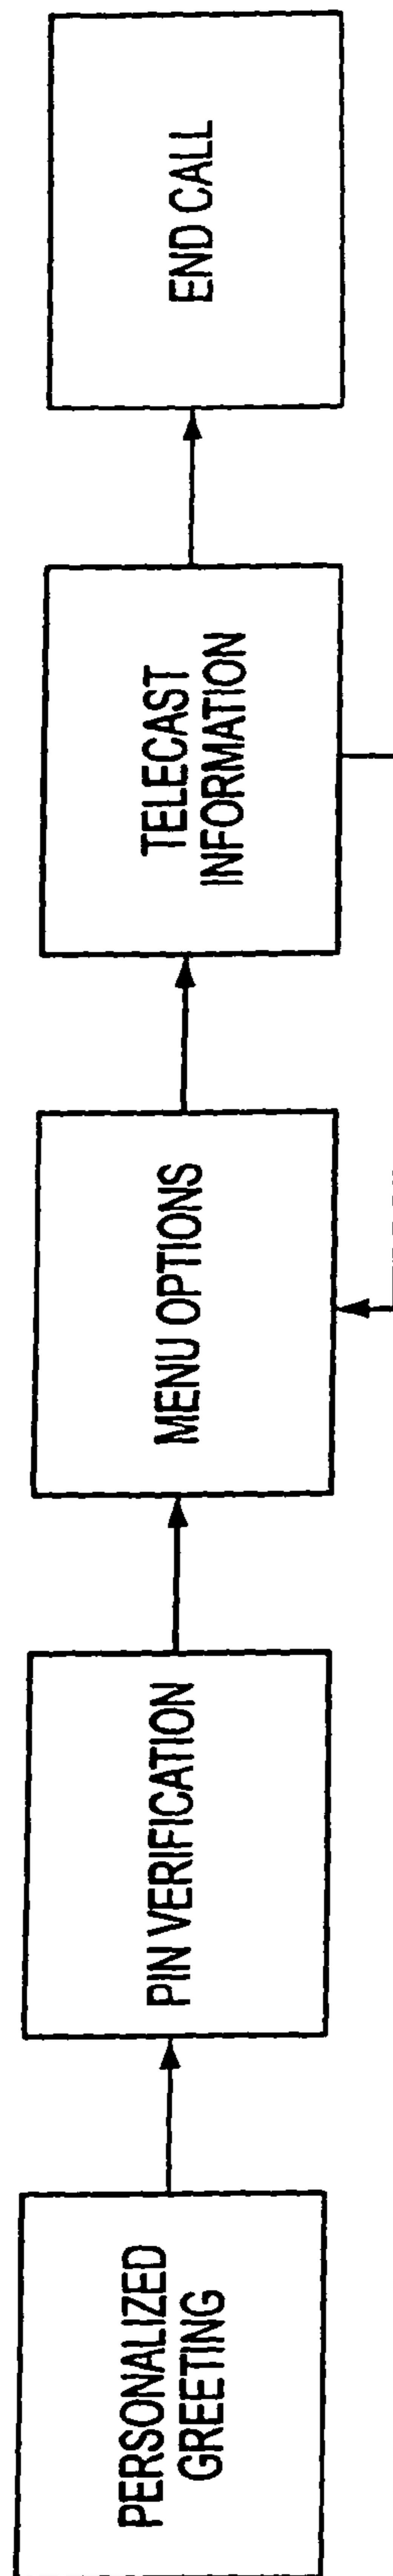 PERSONALIZED
GREETING
PIN VERIFICATION
MENU OPTIONS
TELECAST
INFORMATION
END CALL